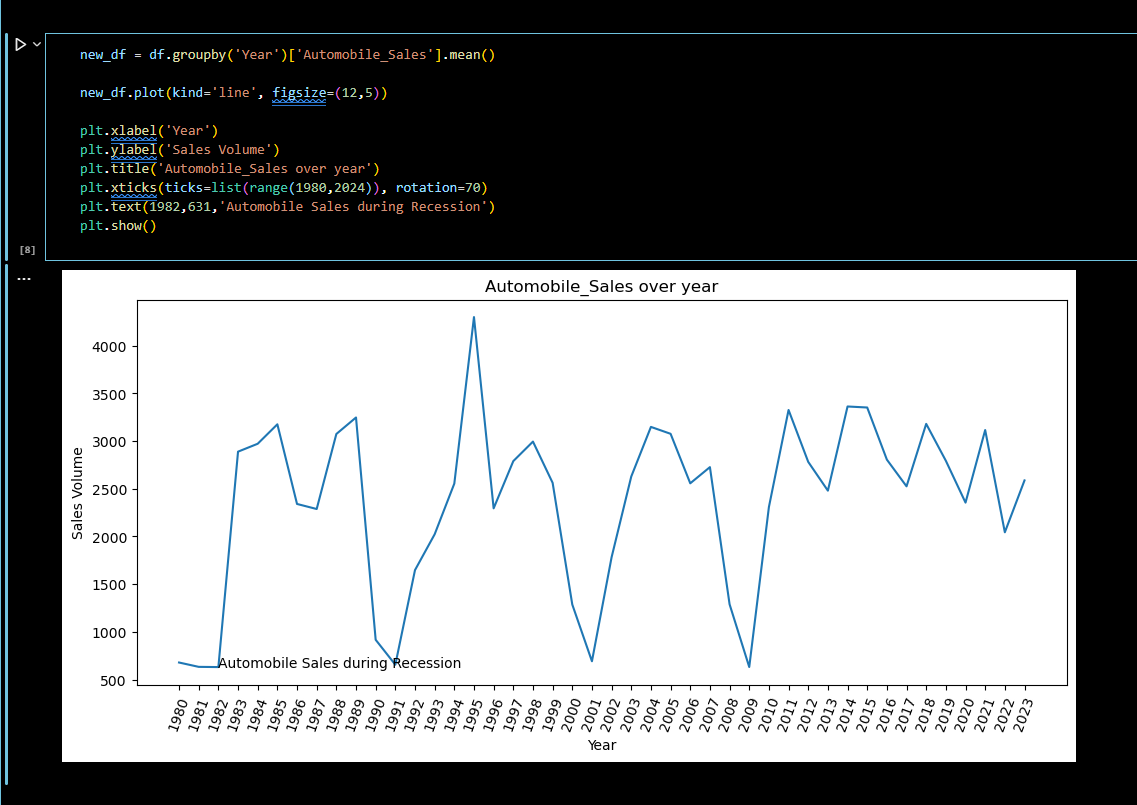 new_df = df.groupby('Year')['Automobile_Sales'].mean()
new_df.plot(kind='line', figsize=(12,5))
plt.xlabel('Year')
plt.ylabel('Sales Volume')
plt.title('Automobile_Sales over year')
plt.xticks(ticks=list(range(1980,2024)), rotation=70)
plt.text(1982,631,'Automobile Sales during Recession')
plt.show()
[8]
...
Automobile_Sales over year
4000
3500
3000
2500
2000
1500
1000
500
Sales Volume
Automobile Sales during Recession
1980 1981 1982 1983 1984 1985 1986 1987 1988 1989 1990 1991 1992 1993 1994 1995 1996 1997 1998 1999 2000 2001 2002 2003 2004 2005 2006 2007 2008 2009 2010 2011 2012 2013 2014 2015 2016 2017 2018 2019 2020 2021 2022 2023
Year